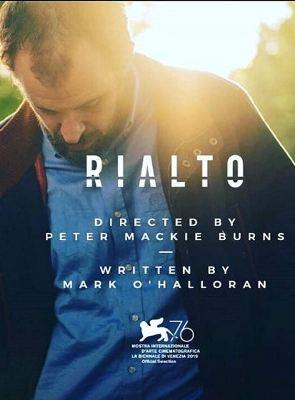 RIALTO
DIRECTED BY
PETER MACKIE BURNS
—
WRITTEN BY
MARK O'HALLORAN
76
MOSTRA INTERNAZIONALE
D'ARTE CINEMATOGRAFICA
LA BIENNALE DI VENEZIA 2019
Official Selection